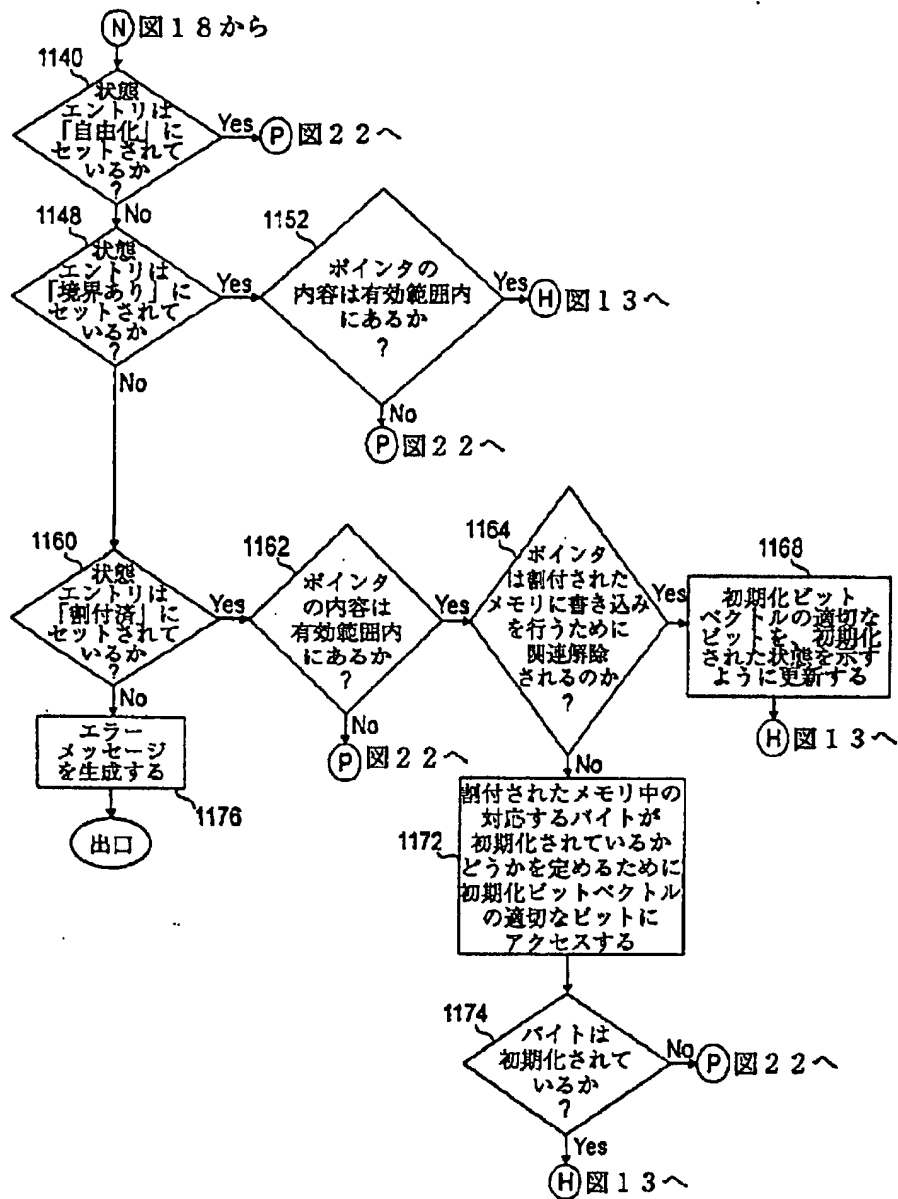 N 図18から
1140
状態
エントリは
「自由化」に
セットされて
いるか
?
Yes
P 図22へ
No
1148
状態
エントリは
「境界あり」に
セットされて
いるか
?
Yes
1152
ポインタの
内容は有効範囲内
にあるか
?
Yes
H 図13へ
No
P 図22へ
No
1160
状態
エントリは
「割付済」に
セットされて
いるか
?
Yes
1162
ポインタ
の内容は
有効範囲内
にあるか
?
Yes
No
P 図22へ
1164
ポインタ
は割付された
メモリに書き込み
を行うために
関連解除
されるのか
?
Yes
1168
初期化ビット
ベクトルの適切な
ビットを、初期化
された状態を示す
ように更新する
H 図13へ
No
エラー
メッセージ
を生成する
1176
出口
No
1172
割付されたメモリ中の
対応するバイトが
初期化されているか
どうかを定めるために
初期化ビットベクトル
の適切なビットに
アクセスする
1174
バイトは
初期化されて
いるか
?
No
P 図22へ
Yes
H 図13へ